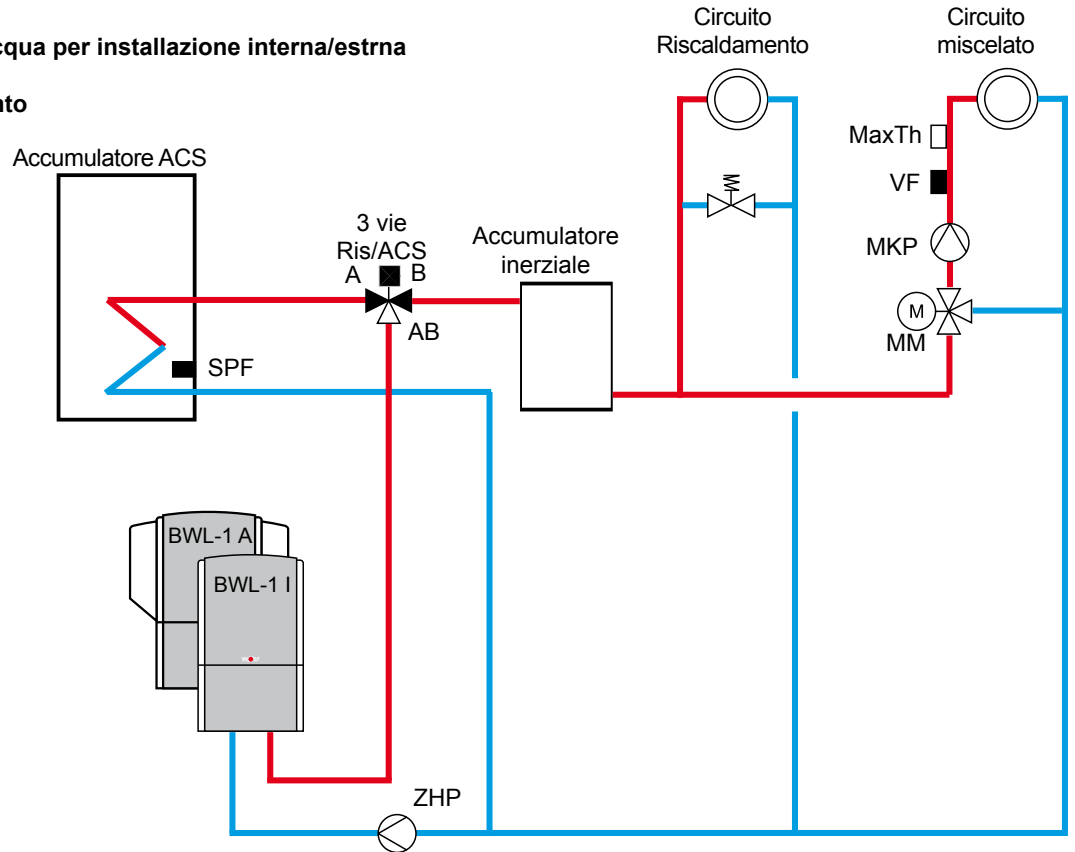 cqua per installazione interna/estrna
nto
Circuito
Riscaldamento
Circuito
miscelato
Accumulatore ACS
MaxTh
VF
3 vie
Ris/ACS
A
B
AB
Accumulatore
inerziale
MKP
M
MM
SPF
BWL-1 A
BWL-1 I
ZHP